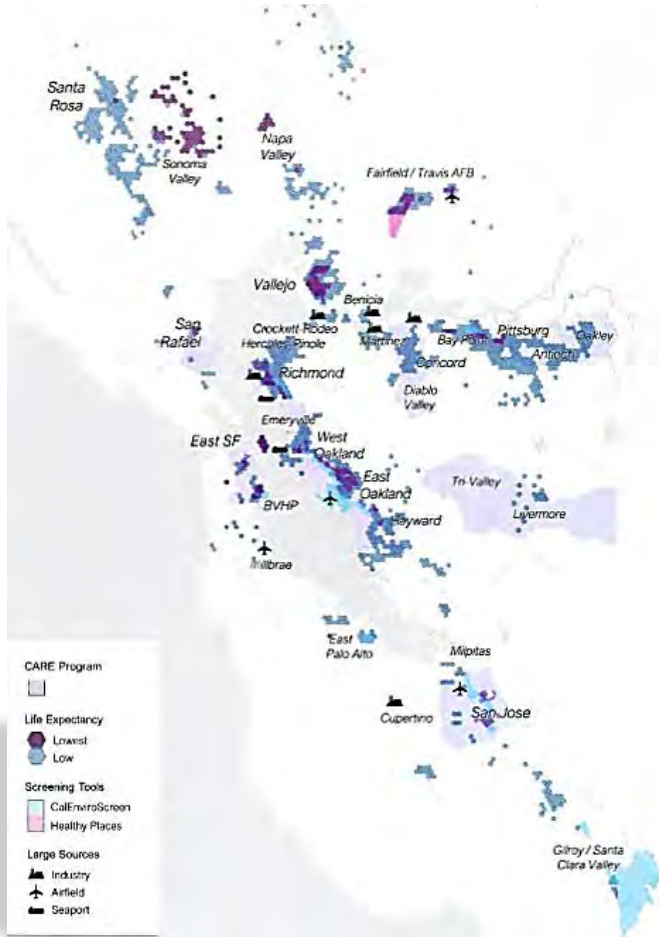 Santa
Rosa
Sonoma
Valley
Napa
Valley
Fairfield / Travis AFB
Vallejo
Benicia
San
Rafael
Crockett-Rodeo
Hercules-Pinole
Martinez
Bay Point
Pittsburg
Antioch
Oakley
Concord
Richmond
Diablo
Valley
Emeryville
East SF
West
Oakland
East
Oakland
Tri-Valley
BVHP
Livermore
Hayward
Millbrae
East
Palo Alto
Milpitas
Cupertino
San Jose
Gilroy / Santa
Clara Valley
CARE Program
Life Expectancy
Lowest
Low
Screening Tools
CalEnviroScreen
Healthy Places
Large Sources
Industry
Airfield
Seaport